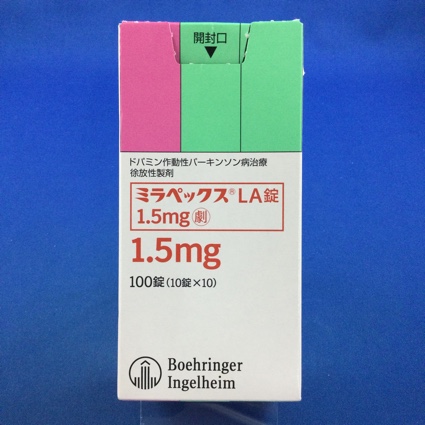 開封口
▼
ドパミン作動性パーキンソン病治療
徐放性製剤
ミラペックス® LA錠
1.5mg 劇
1.5mg
100錠(10錠×10)
Boehringer
Ingelheim